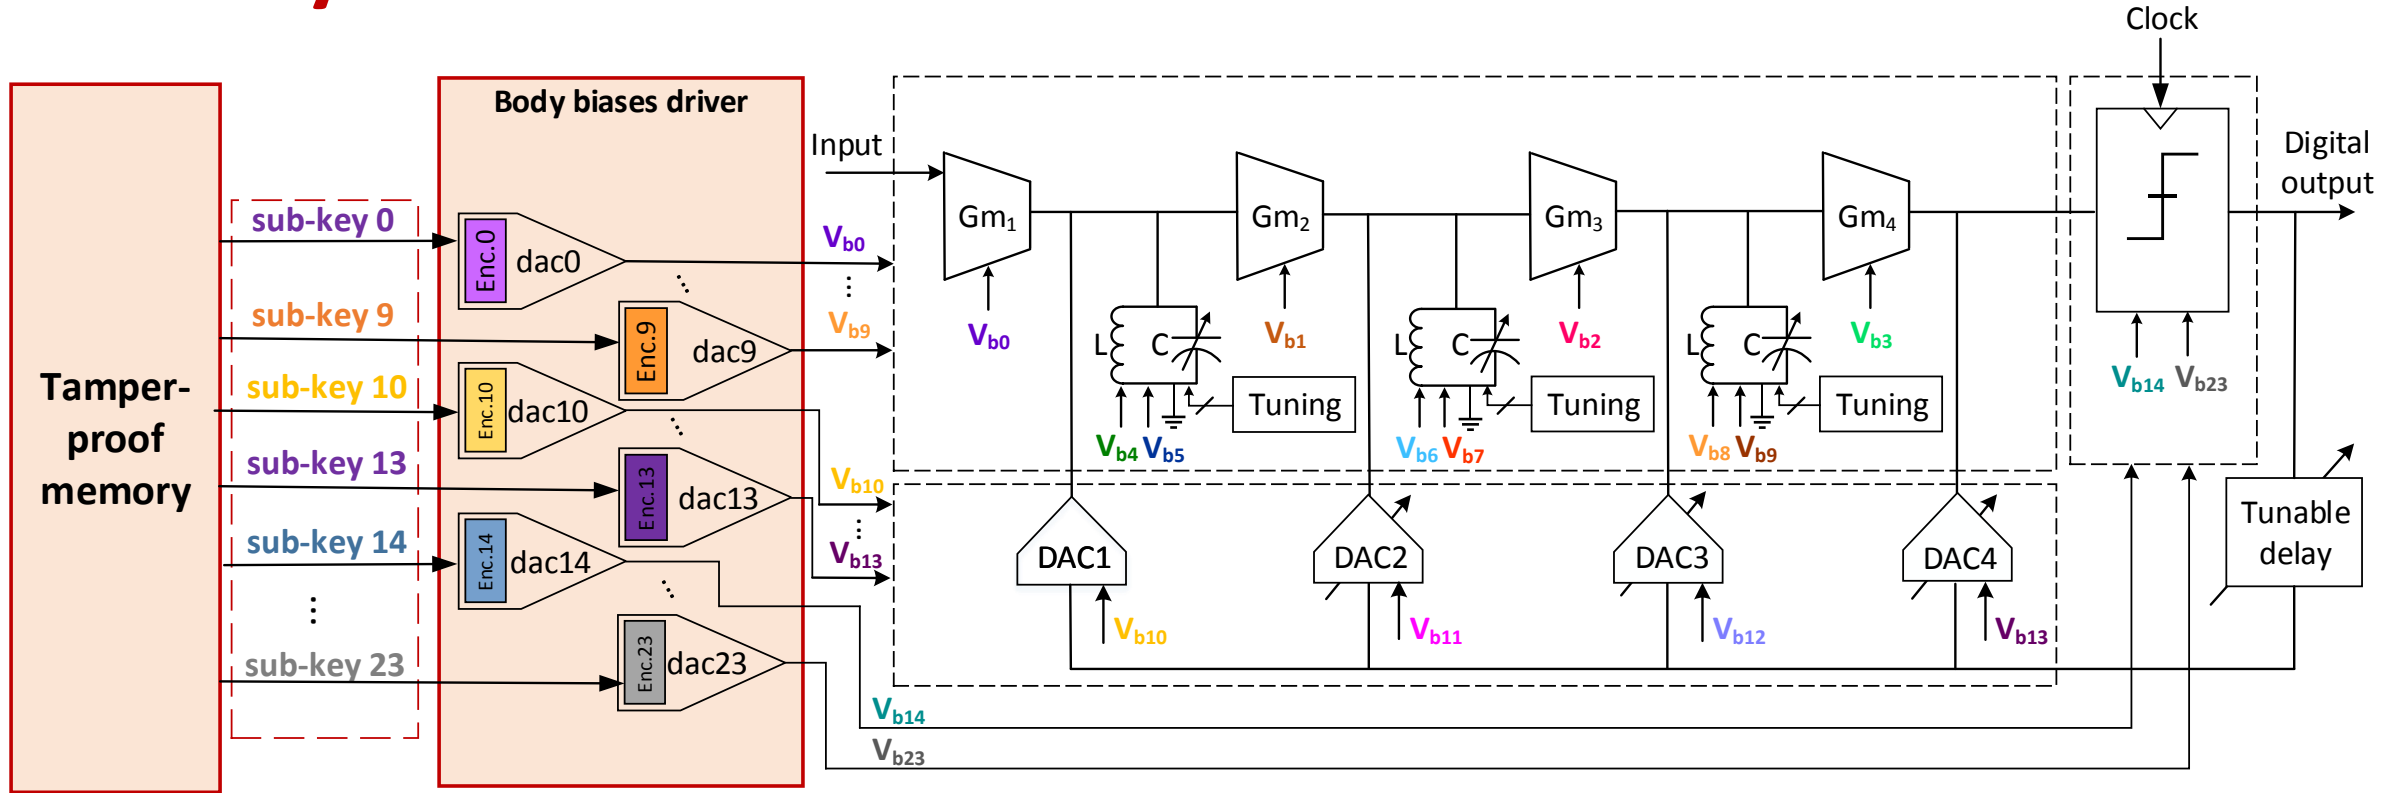 Clock
Body biases driver
Input
Digital
output
Tamper-
proof
memory
sub-key 0
sub-key 9
sub-key 10
sub-key 13
sub-key 14
⋮
sub-key 23
Enc.0
dac0
Enc.9
dac9
Enc.10
dac10
Enc.13
dac13
Enc.14
dac14
Enc.23
dac23
Vb0
⋮
Vb9
Vb10
⋮
Vb13
Vb14
Vb23
Gm1
Gm2
Gm3
Gm4
Vb0
Vb1
Vb2
Vb3
L
C
Tuning
Vb4
Vb5
L
C
Tuning
Vb6
Vb7
L
C
Tuning
Vb8
Vb9
Vb14
Vb23
DAC1
DAC2
DAC3
DAC4
Vb10
Vb11
Vb12
Vb13
Tunable
delay